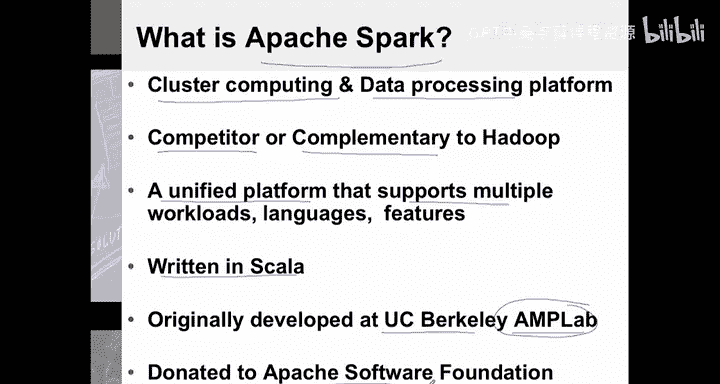 What is Apache Spark?
bilibili
• Cluster computing & Data processing platform
• Competitor or Complementary to Hadoop
• A unified platform that supports multiple
workloads, languages, features
• Written in Scala
• Originally developed at UC Berkeley AMPLab
• Donated to Apache Software Foundation